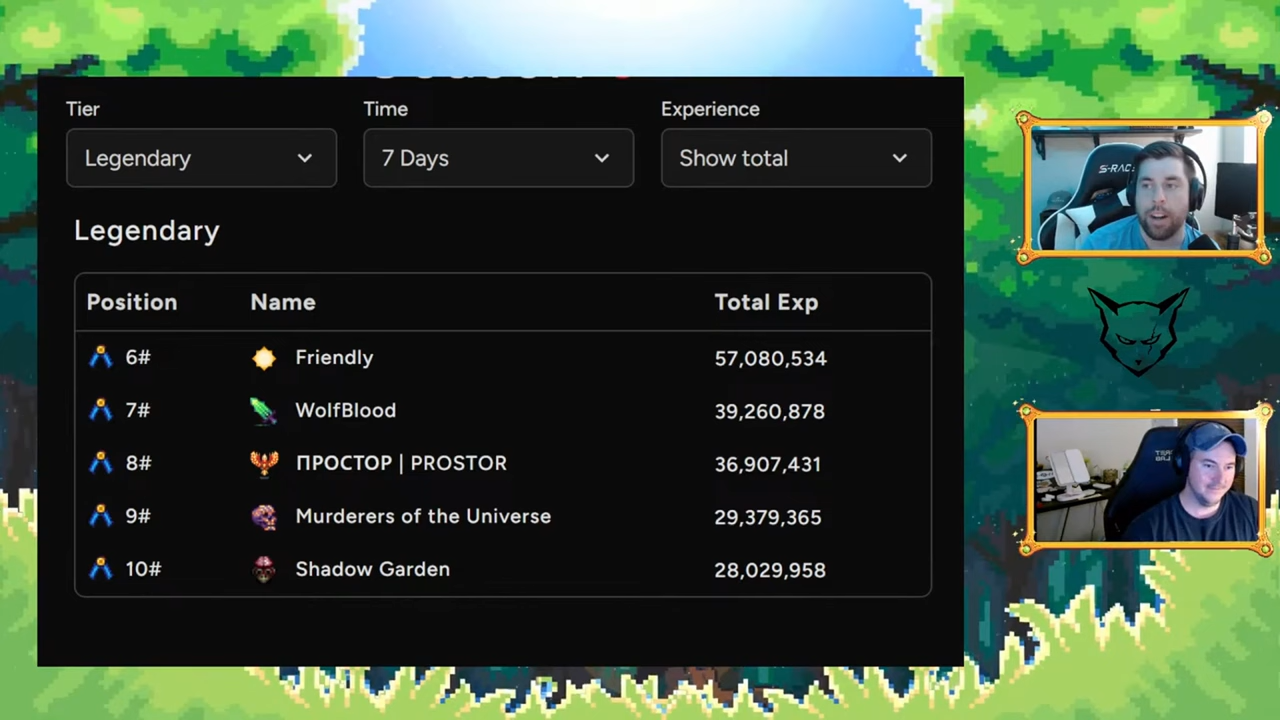 Tier Time Experience
Legendary 7 Days Show total
Legendary
Position Name Total Exp
6# Friendly 57,080,534
7# WolfBlood 39,260,878
8# ПРОСТОР | PROSTOR 36,907,431
9# Murderers of the Universe 29,379,365
10# Shadow Garden 28,029,958